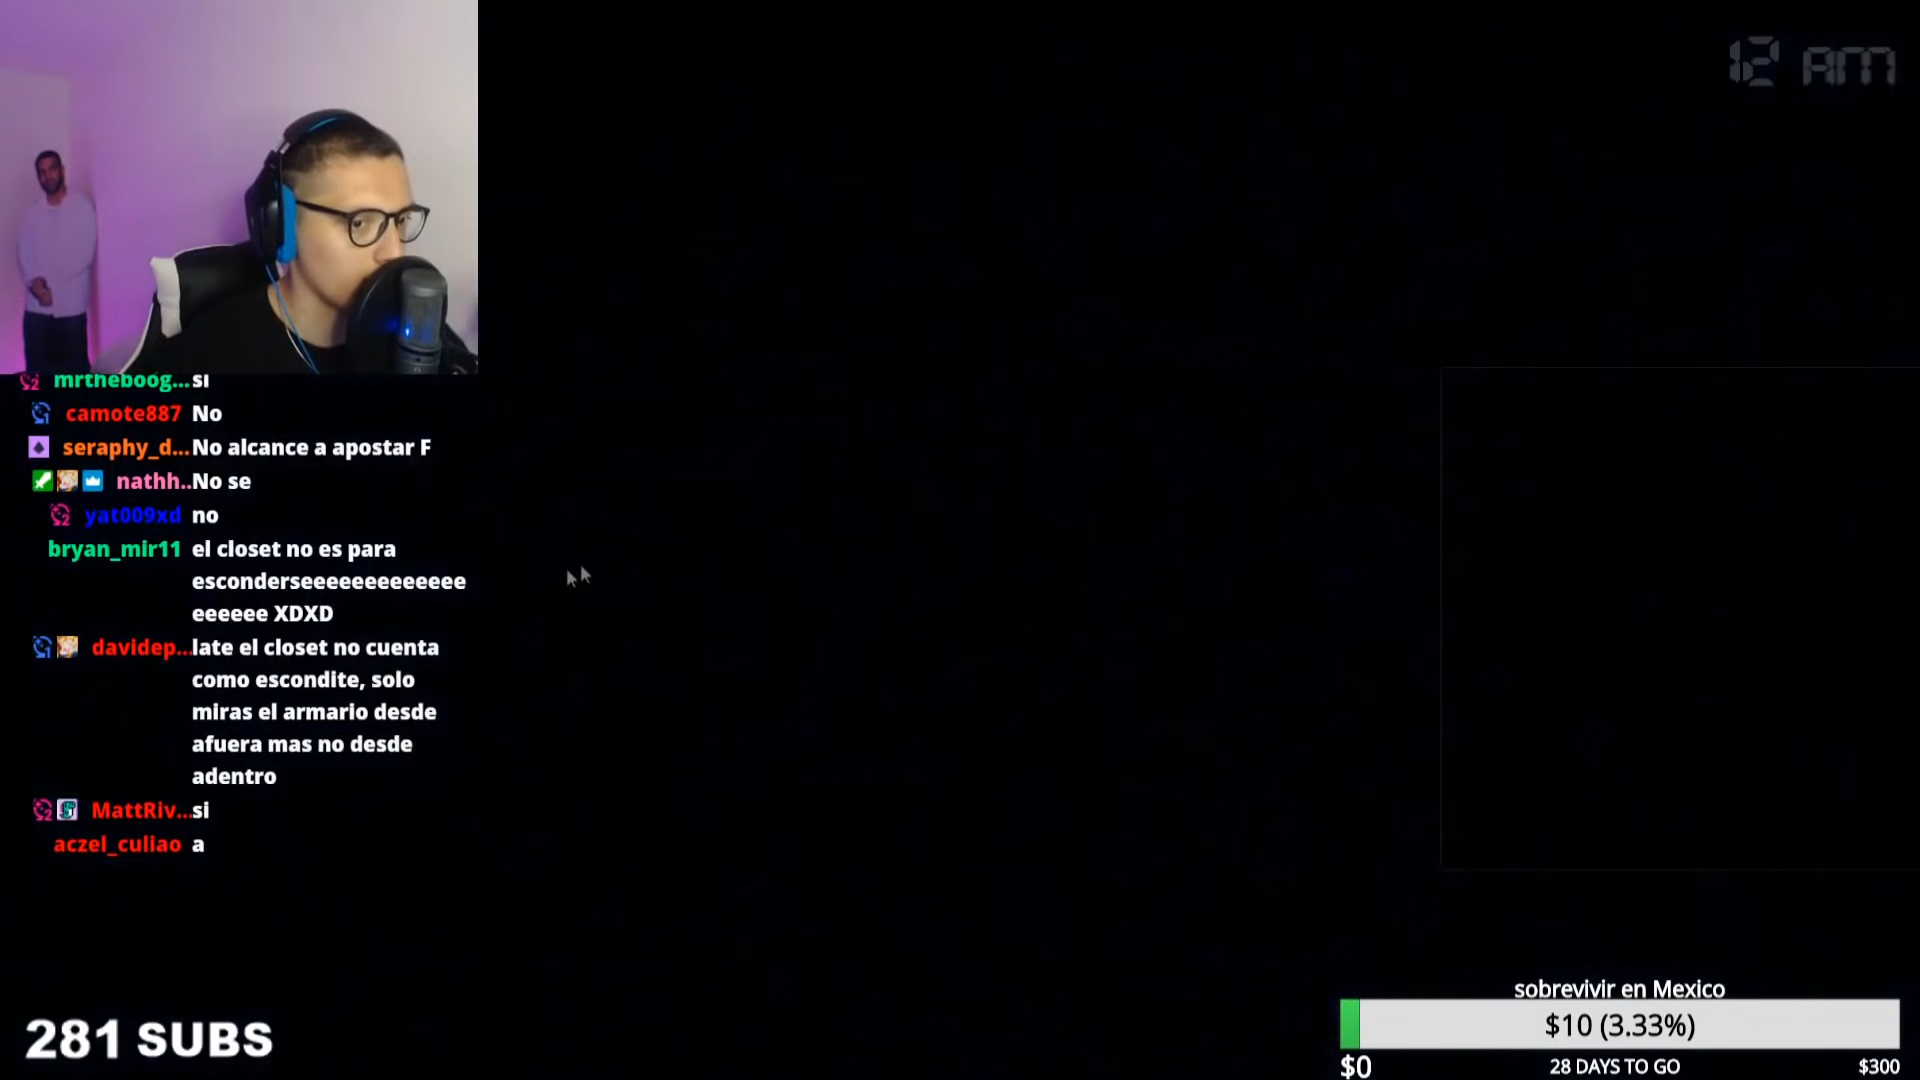 12 AM
mrtheboog... si
camote887 No
seraphy_d... No alcance a apostar F
nathh.. No se
yat009xd no
bryan_mir11 el closet no es para
esconderseeeeeeeeeeeee
eeeeee XDXD
davidep... late el closet no cuenta
como escondite, solo
miras el armario desde
afuera mas no desde
adentro
MattRiv... si
aczel_culiao a
281 SUBS
sobrevivir en Mexico
$10 (3.33%)
$0 28 DAYS TO GO $300